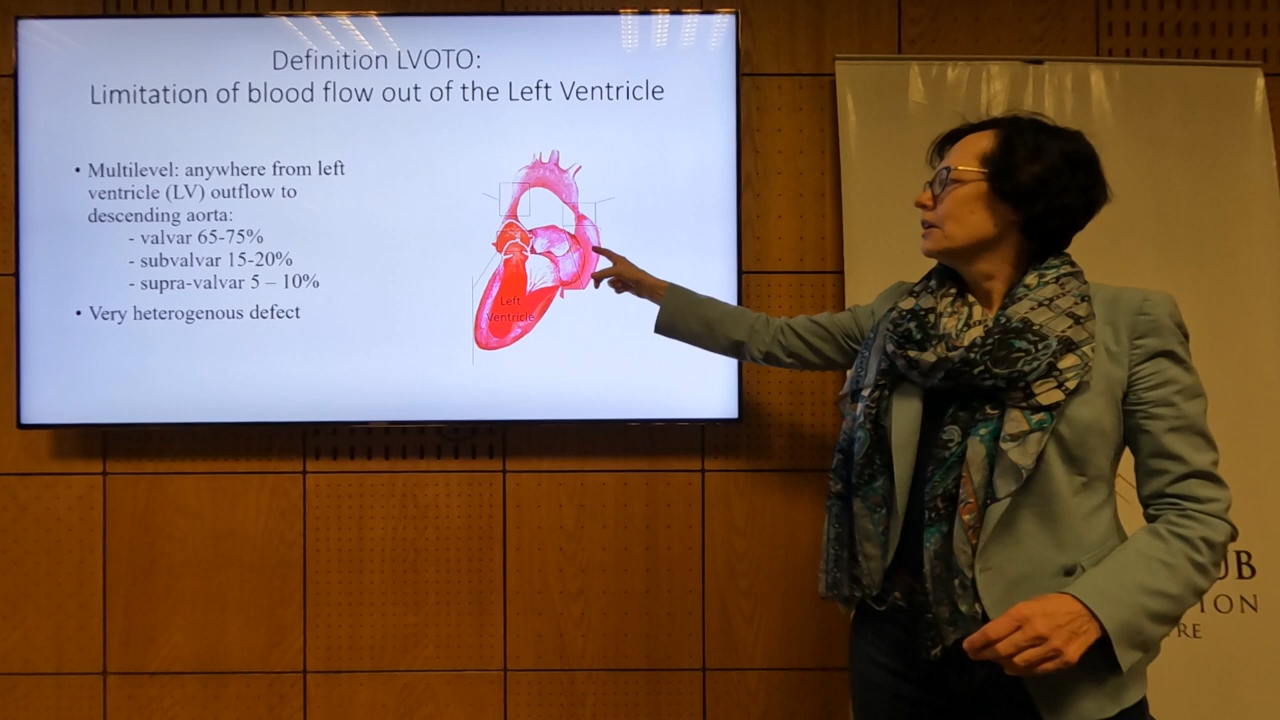 Definition LVOTO:
Limitation of blood flow out of the Left Ventricle
• Multilevel: anywhere from left
ventricle (LV) outflow to
descending aorta:
- valvar 65-75%
- subvalvar 15-20%
- supra-valvar 5 – 10%
• Very heterogenous defect
Left
Ventricle